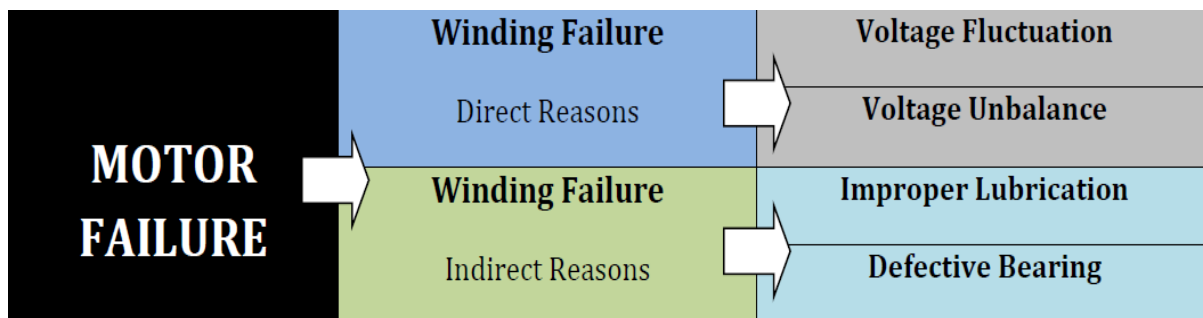 MOTOR
FAILURE
Winding Failure
Direct Reasons
Voltage Fluctuation
Voltage Unbalance
Winding Failure
Indirect Reasons
Improper Lubrication
Defective Bearing